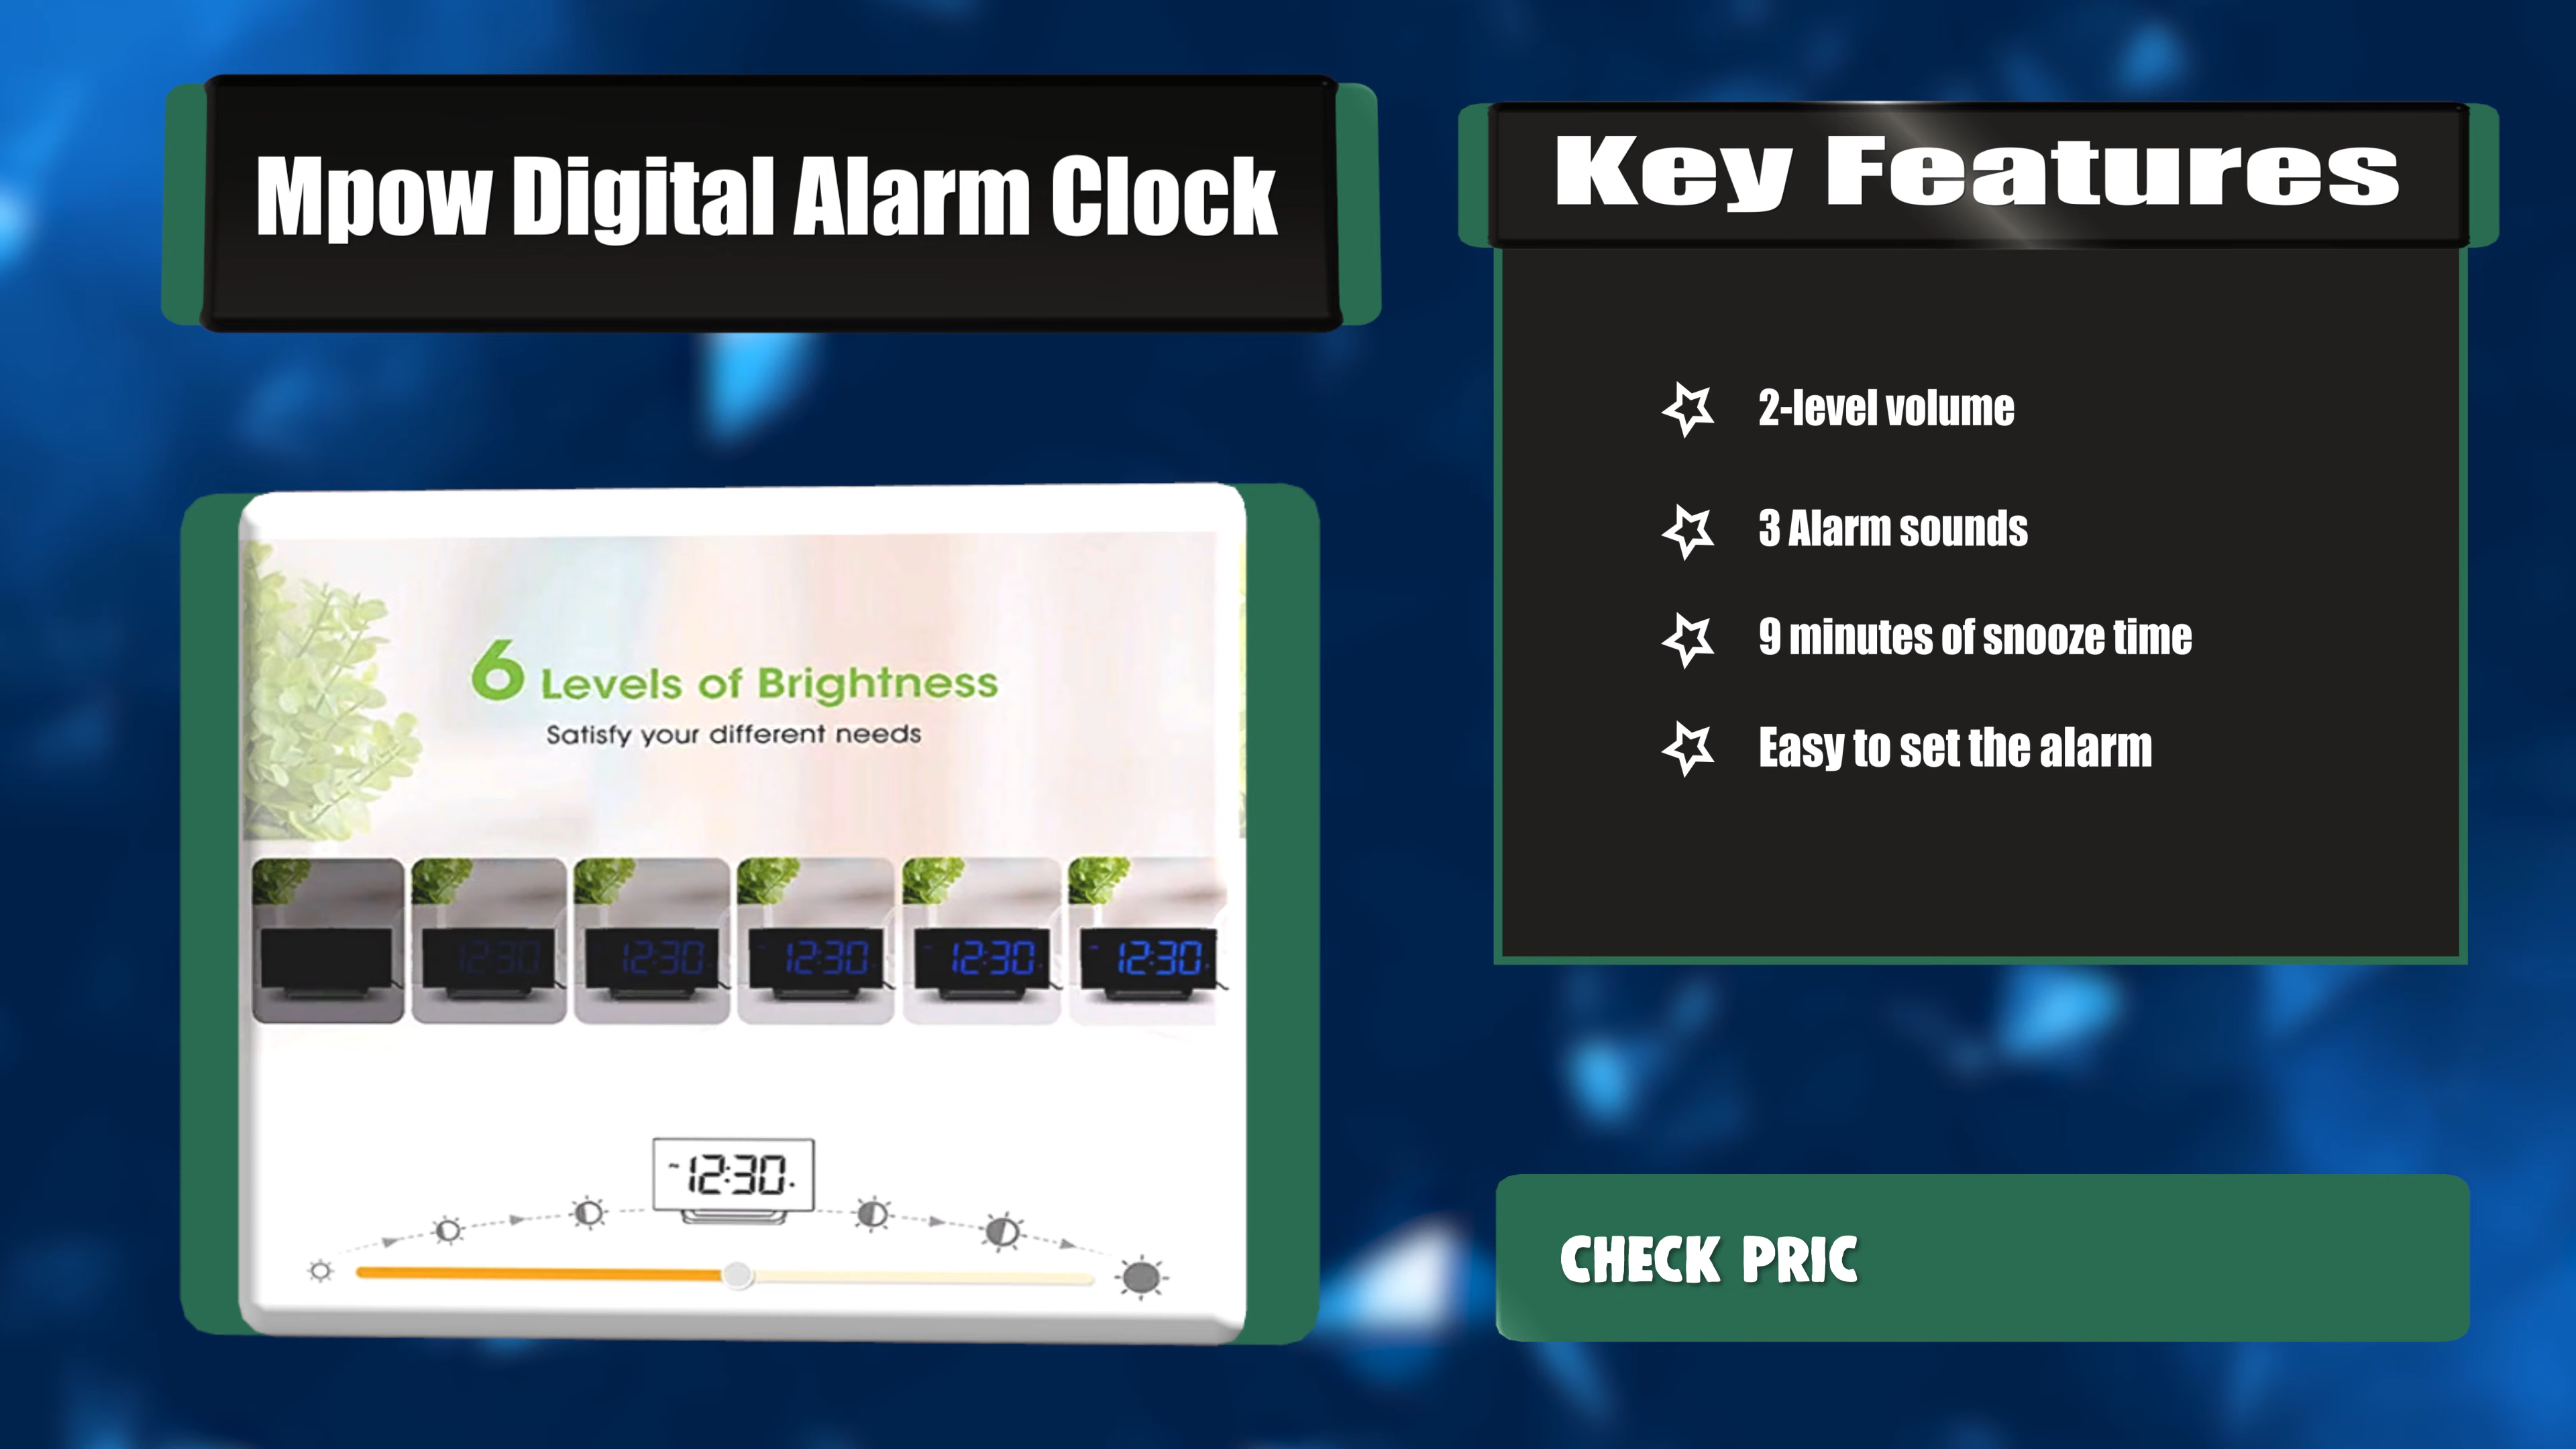 Mpow Digital Alarm Clock
Key Features
2-level volume
3 Alarm sounds
9 minutes of snooze time
Easy to set the alarm
6 Levels of Brightness
Satisfy your different needs
12:30
12:30
12:30
12:30
12:30
12:30
CHECK PRIC